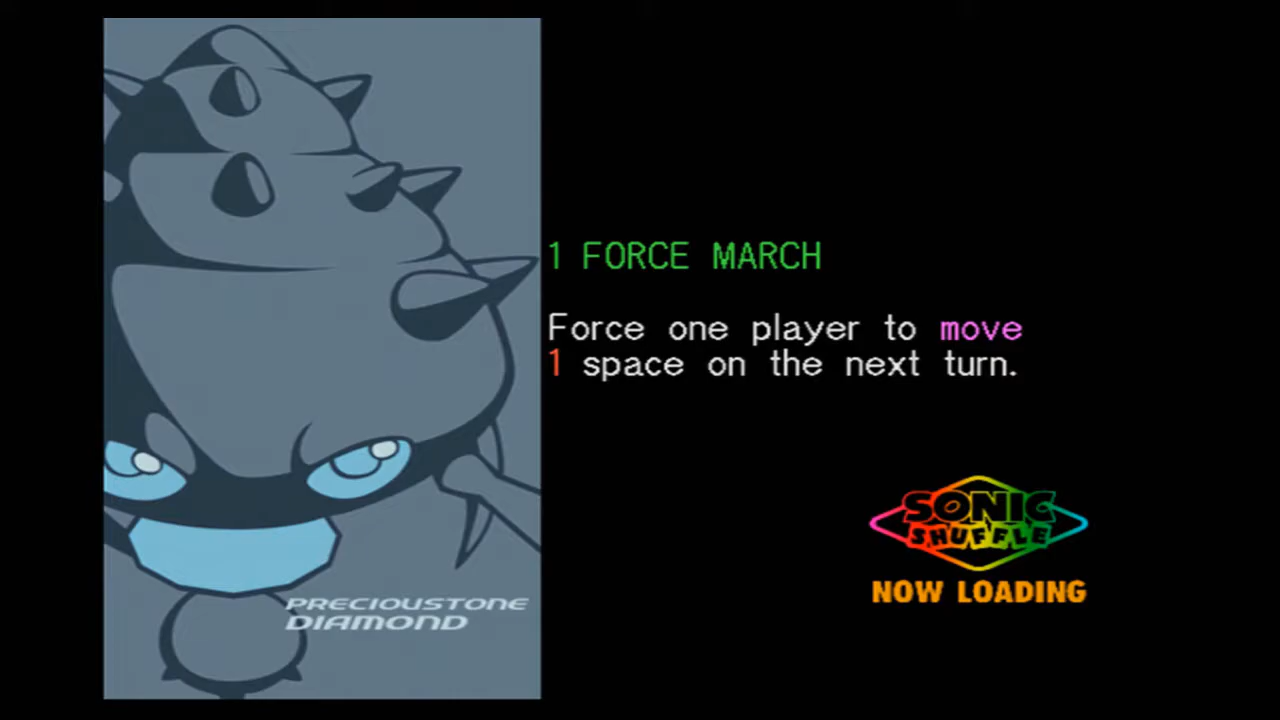 1 FORCE MARCH
Force one player to move
1 space on the next turn.
PRECIOUSTONE
DIAMOND
SONIC
SHUFFLE
NOW LOADING